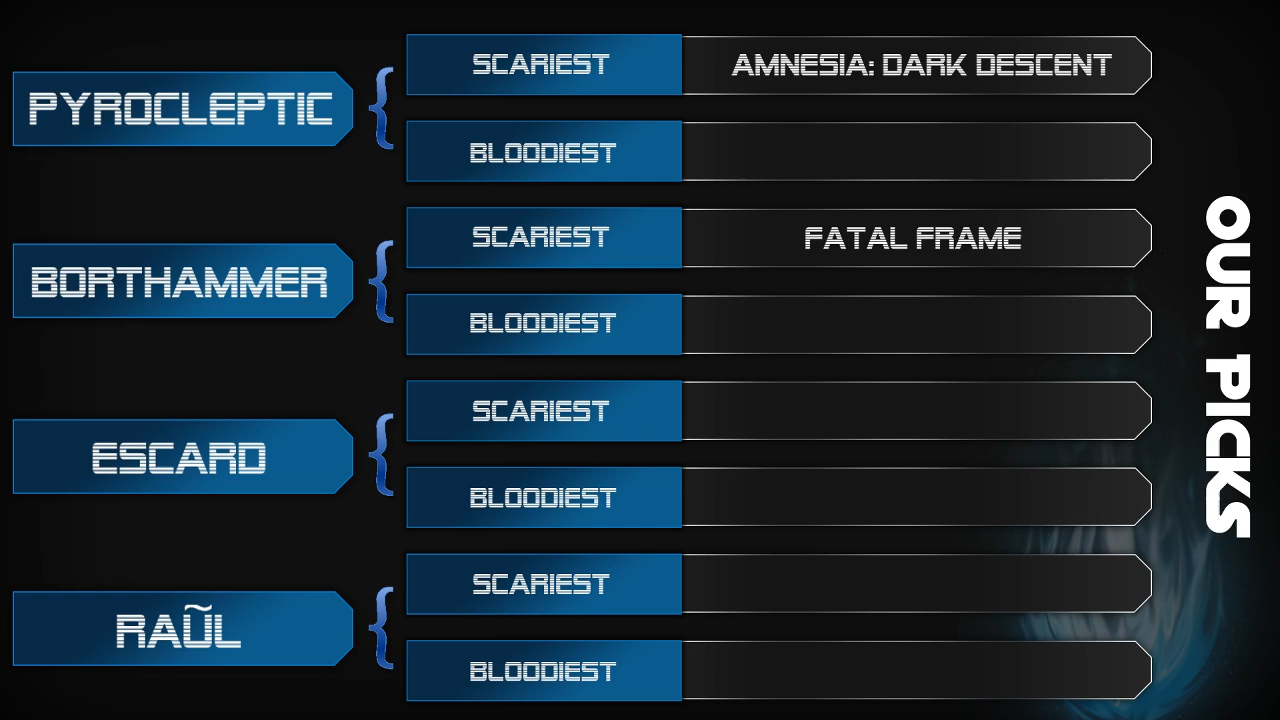 PYROCLEPTIC
SCARIEST
AMNESIA: DARK DESCENT
BLOODIEST
BORTHAMMER
SCARIEST
FATAL FRAME
BLOODIEST
ESCARD
SCARIEST
BLOODIEST
RAŨL
SCARIEST
BLOODIEST
OUR PICKS